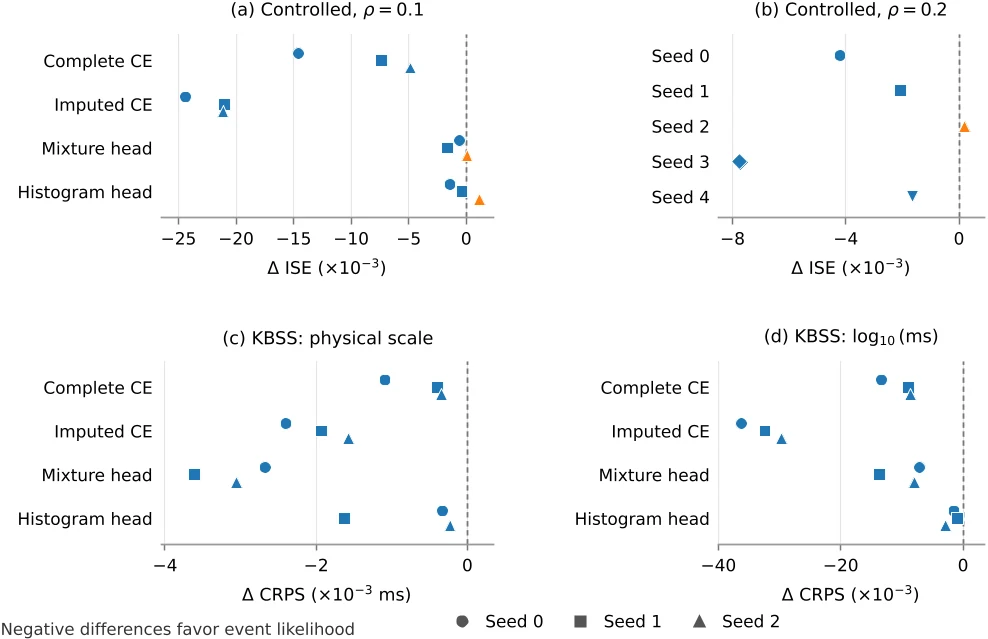 (a) Controlled, ρ = 0.1
Complete CE
Imputed CE
Mixture head
Histogram head
−25 −20 −15 −10 −5 0
Δ ISE (×10⁻³)
(b) Controlled, ρ = 0.2
Seed 0
Seed 1
Seed 2
Seed 3
Seed 4
−8 −4 0
Δ ISE (×10⁻³)
(c) KBSS: physical scale
Complete CE
Imputed CE
Mixture head
Histogram head
−4 −2 0
Δ CRPS (×10⁻³ ms)
(d) KBSS: log₁₀ (ms)
Complete CE
Imputed CE
Mixture head
Histogram head
−40 −20 0
Δ CRPS (×10⁻³)
Negative differences favor event likelihood
Seed 0 Seed 1 Seed 2